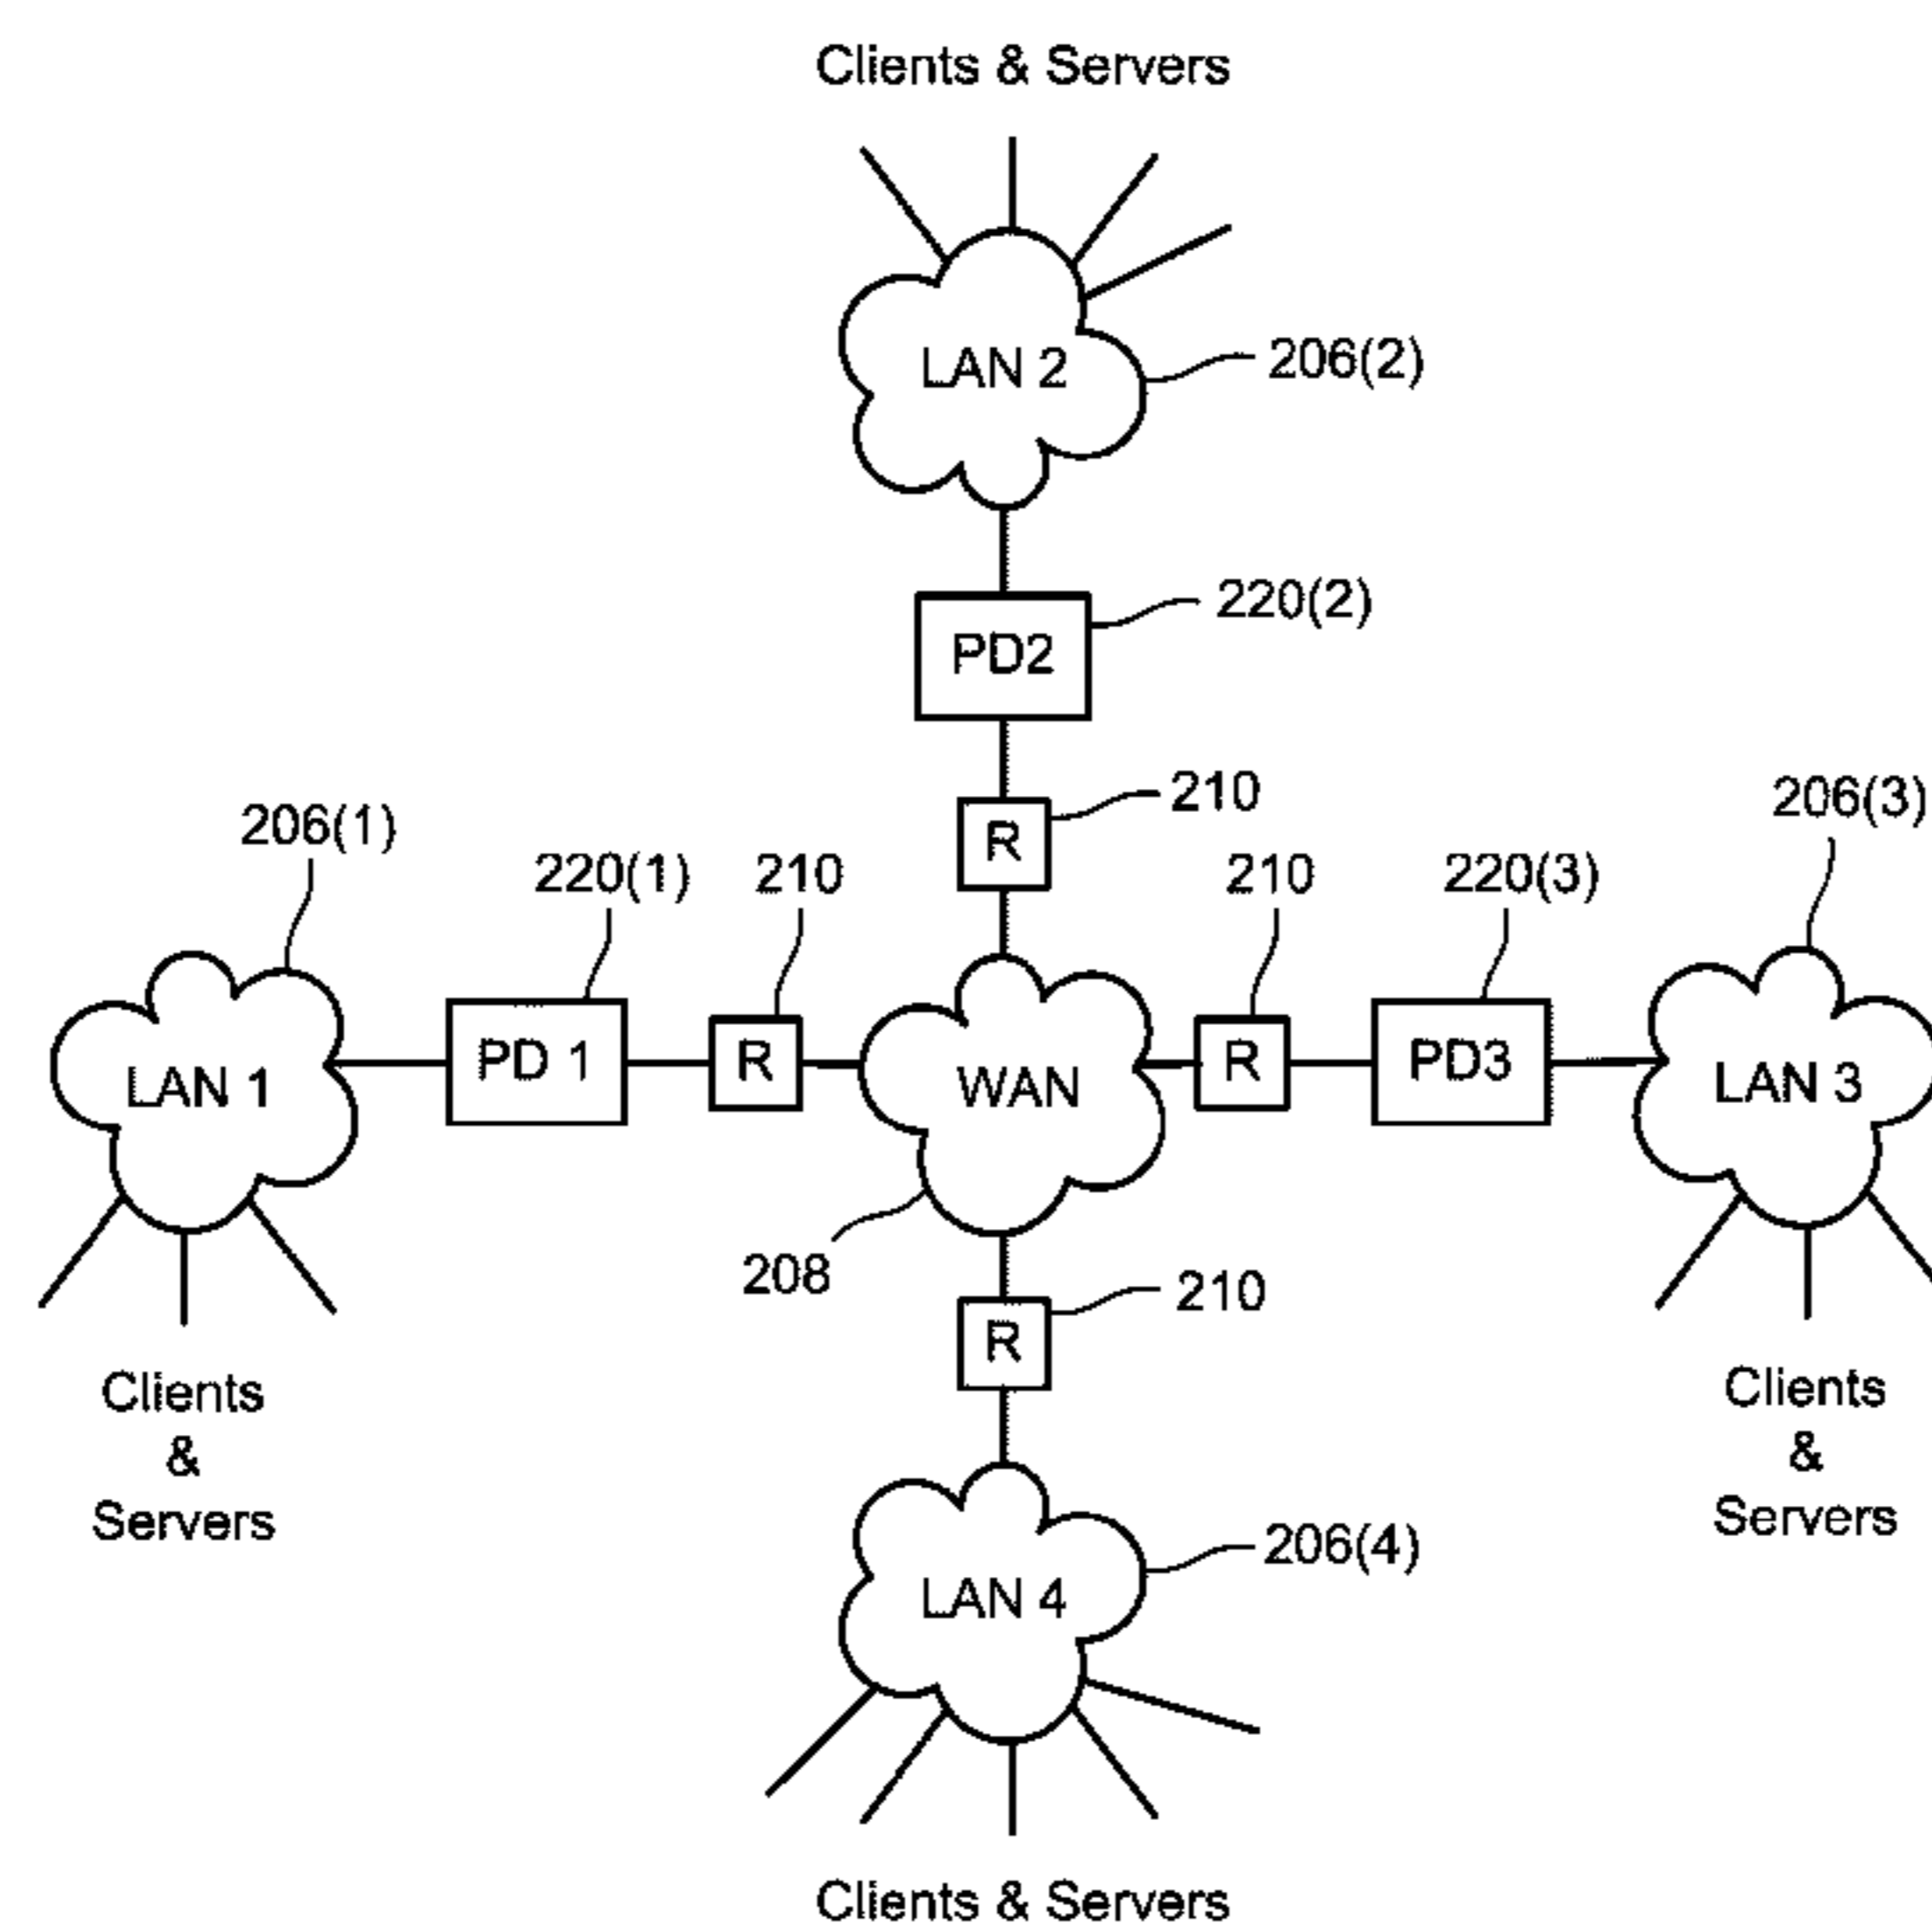 Clients & Servers
LAN 2
206(2)
220(2)
PD2
210
R
206(1)
220(1)
210
210
220(3)
206(3)
LAN 1
PD 1
R
WAN
R
PD3
LAN 3
208
210
R
Clients
&
Servers
Clients
&
Servers
LAN 4
206(4)
Clients & Servers